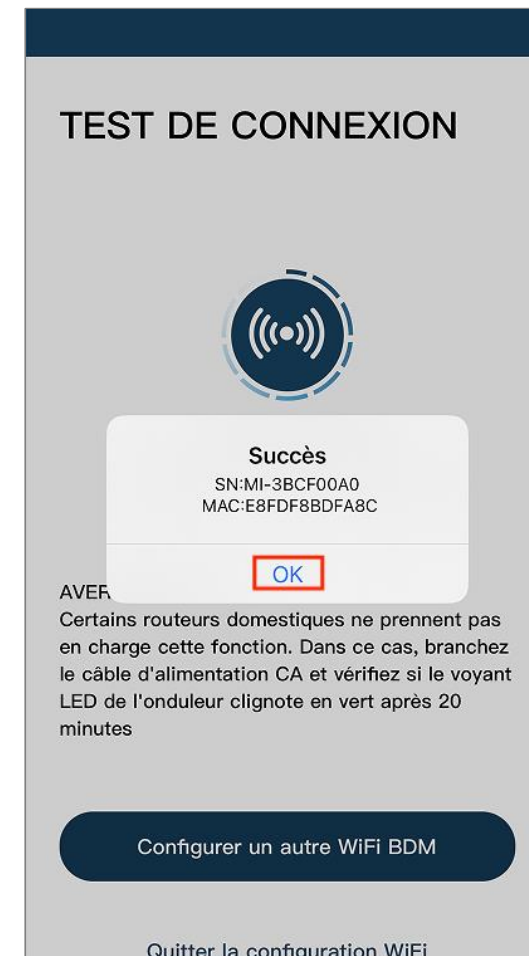 TEST DE CONNEXION
Succès
SN:MI-3BCF00A0
MAC:E8FDF8BDFA8C
OK
Certains routeurs domestiques ne prennent pas
en charge cette fonction. Dans ce cas, branchez
le câble d'alimentation CA et vérifiez si le voyant
LED de l'onduleur clignote en vert après 20
minutes
Configurer un autre WiFi BDM
Quitter la configuration WiFi